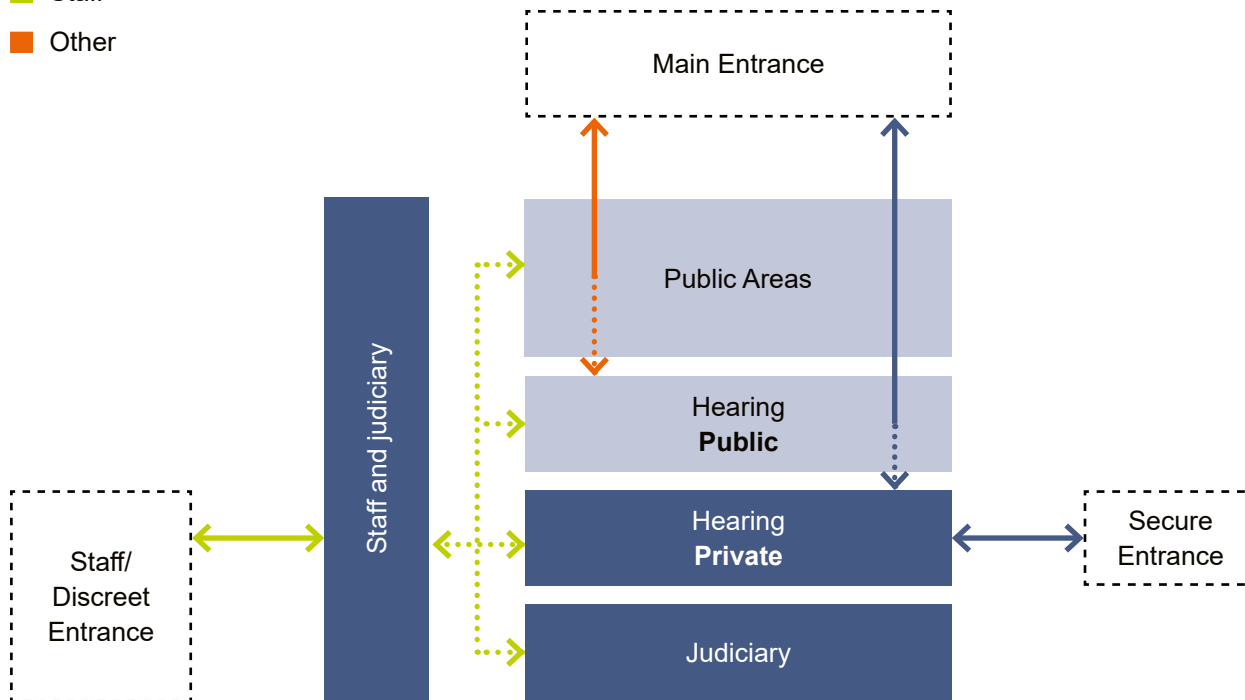 Other
Main Entrance
Public Areas
Staff and judiciary
Hearing
Public
Hearing
Private
Secure
Entrance
Staff/
Discreet
Entrance
Judiciary